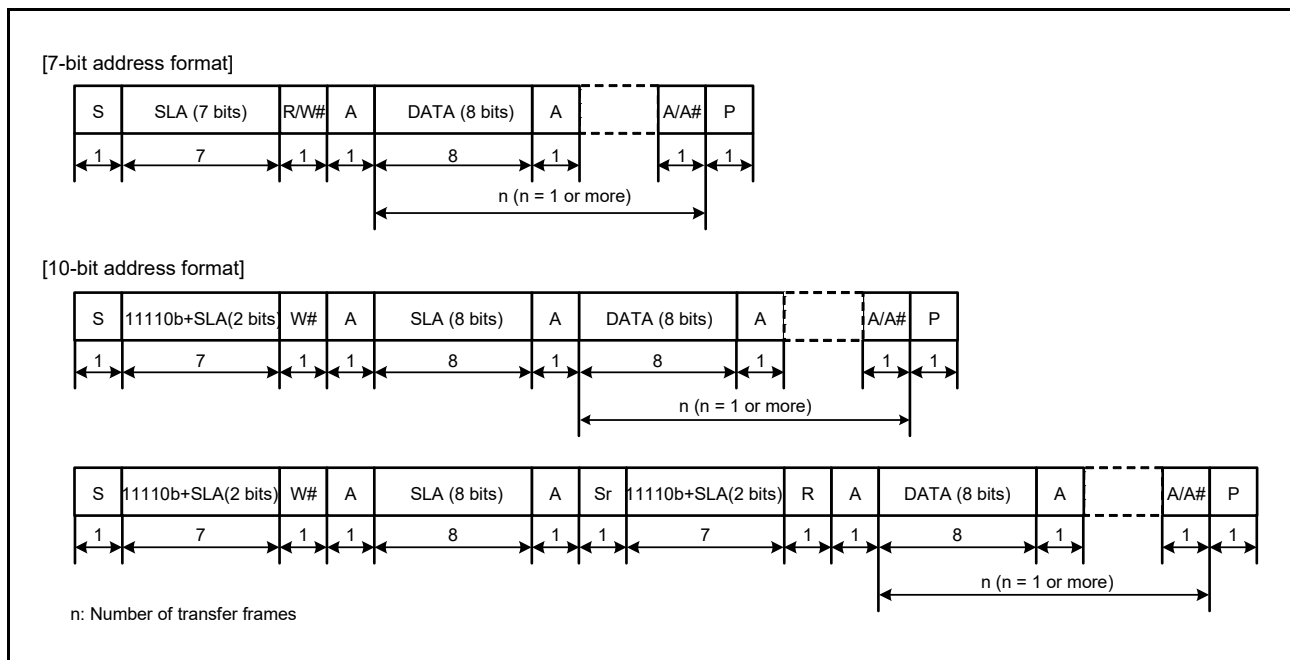 [7-bit address format]
S SLA (7 bits) R/W# A DATA (8 bits) A A/A# P
1 7 1 1 8 1 1 1
n (n = 1 or more)
[10-bit address format]
S 11110b+SLA(2 bits) W# A SLA (8 bits) A DATA (8 bits) A A/A# P
1 7 1 1 8 1 8 1 1 1
n (n = 1 or more)
S 11110b+SLA(2 bits) W# A SLA (8 bits) A Sr 11110b+SLA(2 bits) R A DATA (8 bits) A A/A# P
1 7 1 1 8 1 1 7 1 1 8 1 1 1
n (n = 1 or more)
n: Number of transfer frames